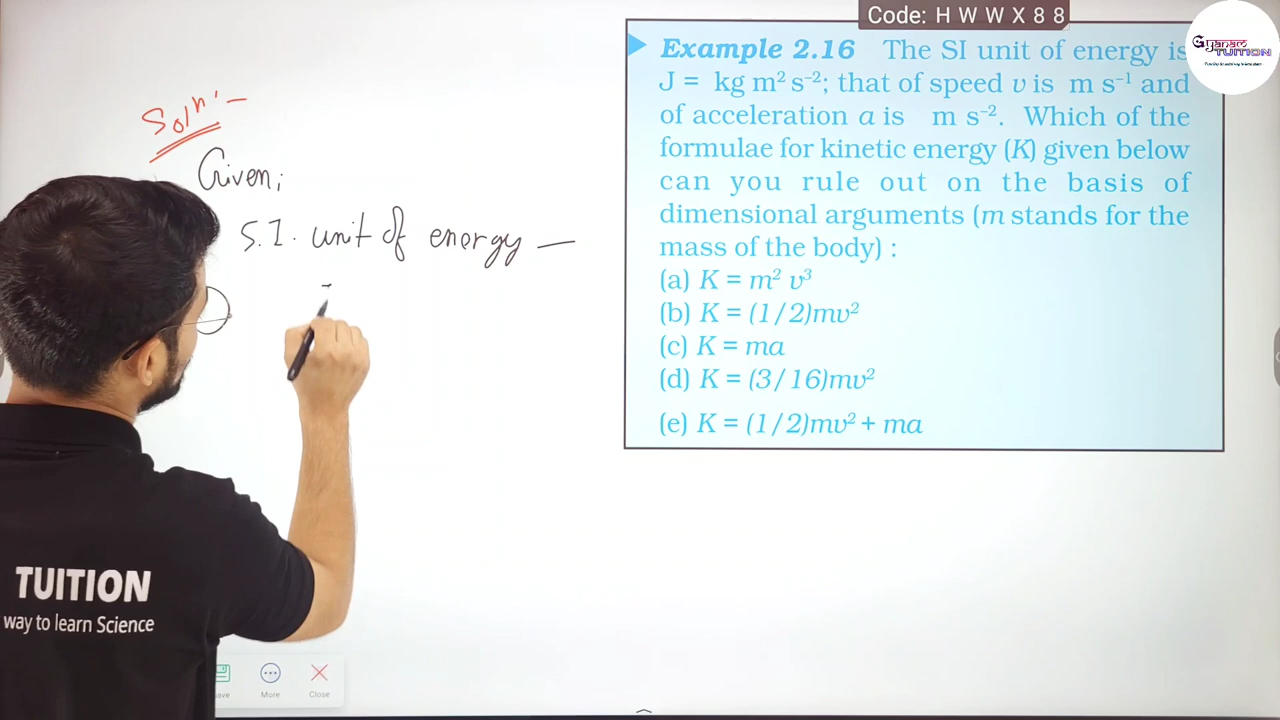 Code: H W W X 8 8
Gyanam
TUITION
Example 2.16 The SI unit of energy is
J = kg m² s⁻²; that of speed v is m s⁻¹ and
of acceleration a is m s⁻². Which of the
formulae for kinetic energy (K) given below
can you rule out on the basis of
dimensional arguments (m stands for the
mass of the body) :
(a) K = m² v³
(b) K = (1/2)mv²
(c) K = ma
(d) K = (3/16)mv²
(e) K = (1/2)mv² + ma
Solⁿ:-
Given;
S.I. unit of energy —
TUITION
way to learn Science
More
Close